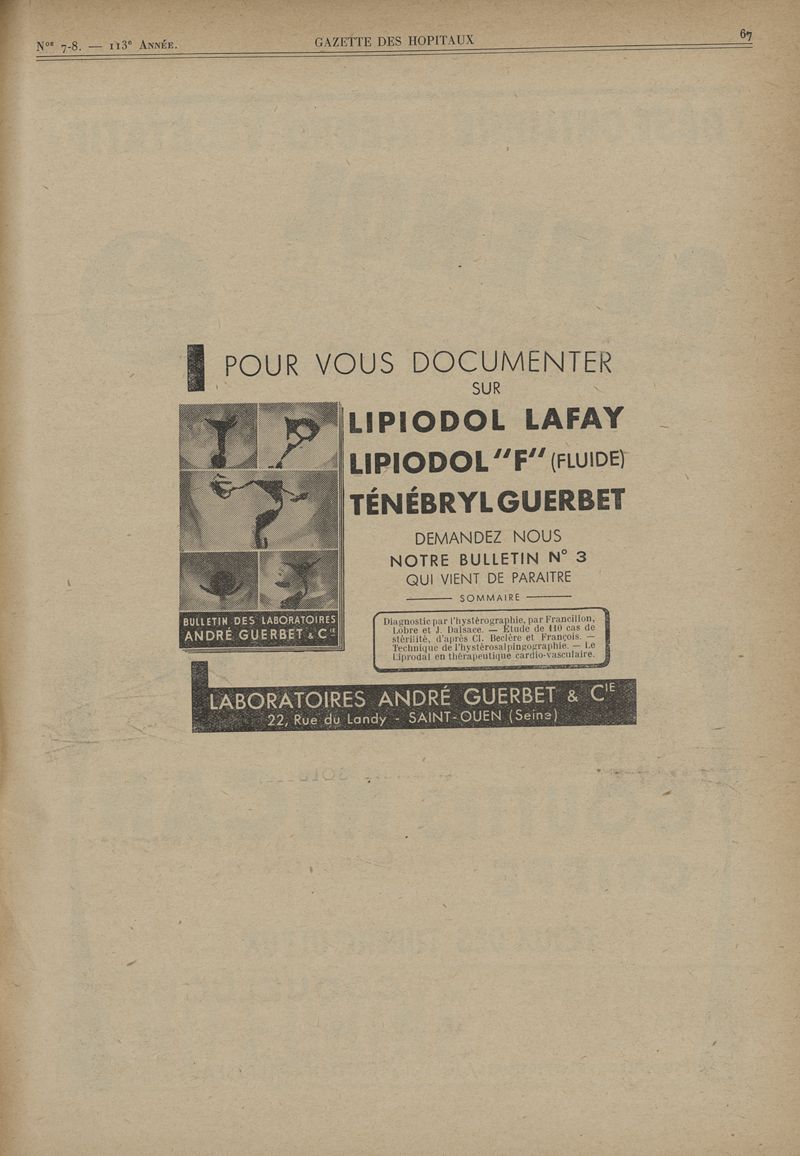 Nos 7-8. — 113e ANNÉE.
GAZETTE DES HOPITAUX
67
POUR VOUS DOCUMENTER
SUR
LIPIODOL LAFAY
LIPIODOL "F" (FLUIDE)
TÉNÉBRYL GUERBET
DEMANDEZ NOUS
NOTRE BULLETIN N° 3
QUI VIENT DE PARAITRE
SOMMAIRE
Diagnostic par l'hystérographie, par Francillon,
Lobre et J. Dalsace. — Étude de 110 cas de
stérilité, d'après Cl. Beclère et François. —
Technique de l'hystérosalpingographie. — Le
Liprodal en thérapeutique cardio-vasculaire.
BULLETIN DES LABORATOIRES
ANDRÉ GUERBET & Cie
LABORATOIRES ANDRÉ GUERBET & CIE
22, Rue du Landy - SAINT-OUEN (Seine)